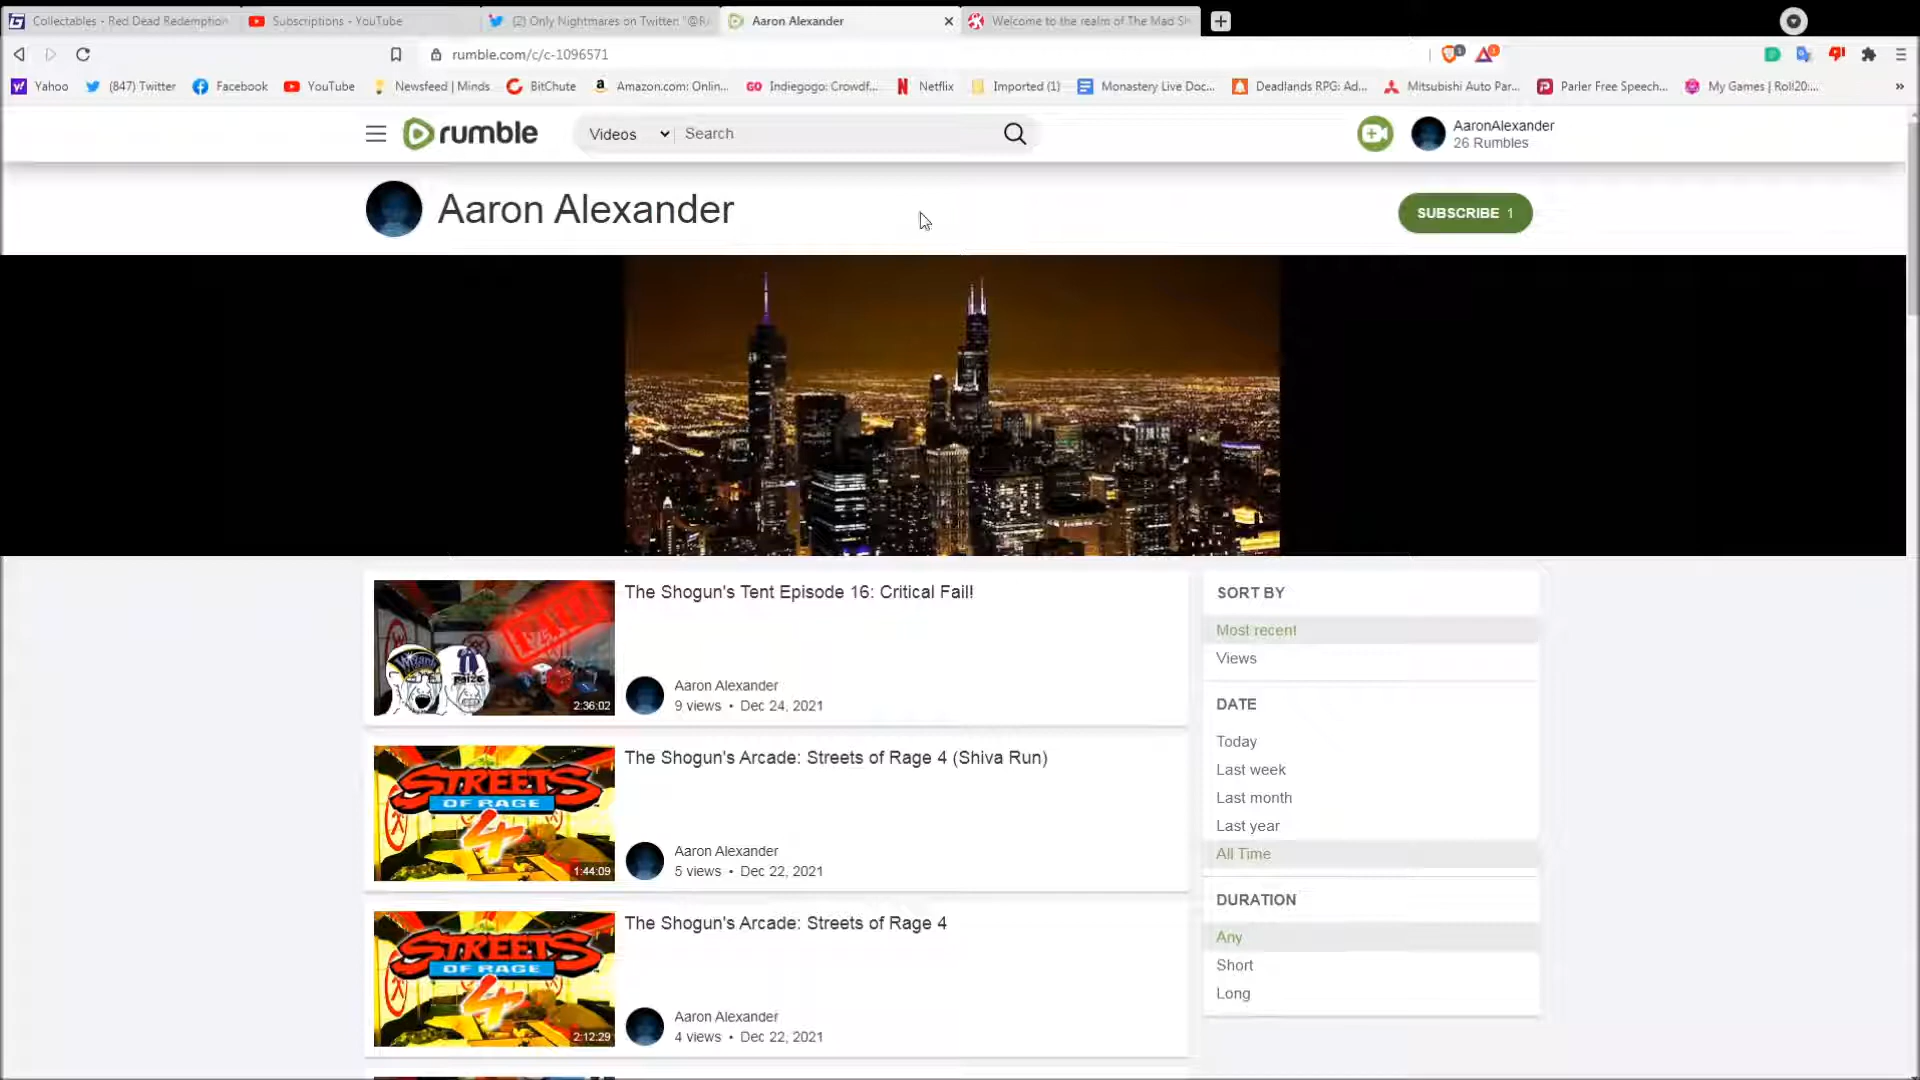 Collectables - Red Dead Redemption
Subscriptions - YouTube
(2) Only Nightmares on Twitter: "@R
Aaron Alexander
Welcome to the realm of The Mad Sh
rumble.com/c/c-1096571
Yahoo
(847) Twitter
Facebook
YouTube
Newsfeed | Minds
BitChute
Amazon.com: Onlin...
Indiegogo: Crowdf...
Netflix
Imported (1)
Monastery Live Doc...
Deadlands RPG: Ad...
Mitsubishi Auto Par...
Parler Free Speech...
My Games | Roll20:...
»
rumble
Videos
Search
AaronAlexander
26 Rumbles
Aaron Alexander
SUBSCRIBE 1
The Shogun's Tent Episode 16: Critical Fail!
2:36:02
Aaron Alexander
9 views • Dec 24, 2021
The Shogun's Arcade: Streets of Rage 4 (Shiva Run)
STREETS
OF RAGE
4
1:44:09
Aaron Alexander
5 views • Dec 22, 2021
The Shogun's Arcade: Streets of Rage 4
STREETS
OF RAGE
4
2:12:29
Aaron Alexander
4 views • Dec 22, 2021
SORT BY
Most recent
Views
DATE
Today
Last week
Last month
Last year
All Time
DURATION
Any
Short
Long